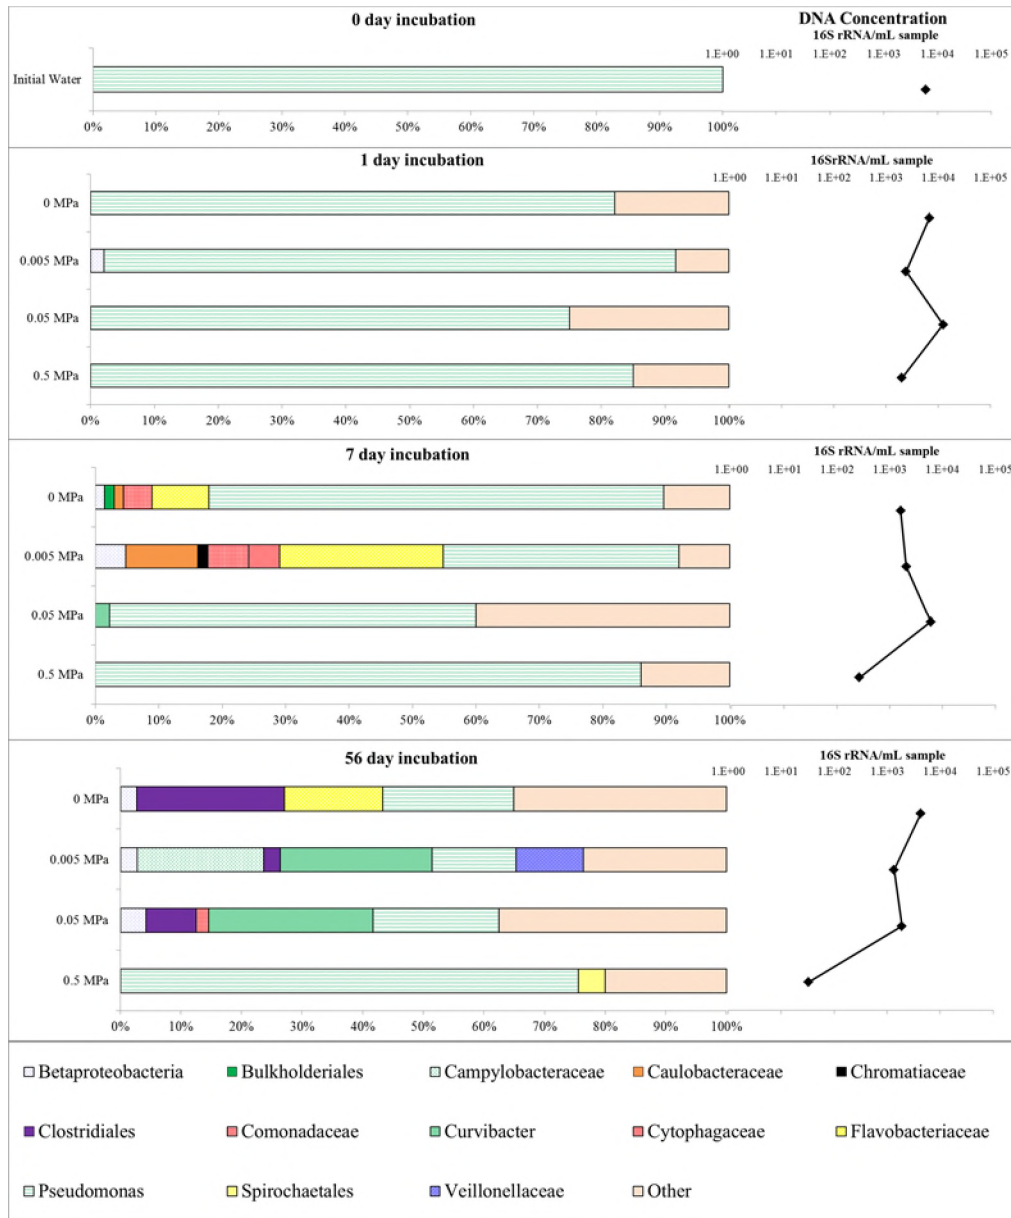 0 day incubation
DNA Concentration
16S rRNA/mL sample
1.E+00 1.E+01 1.E+02 1.E+03 1.E+04 1.E+05
Initial Water
0% 10% 20% 30% 40% 50% 60% 70% 80% 90% 100%
1 day incubation
16SrRNA/mL sample
1.E+00 1.E+01 1.E+02 1.E+03 1.E+04 1.E+05
0 MPa
0.005 MPa
0.05 MPa
0.5 MPa
0% 10% 20% 30% 40% 50% 60% 70% 80% 90% 100%
7 day incubation
16S rRNA/mL sample
1.E+00 1.E+01 1.E+02 1.E+03 1.E+04 1.E+05
0 MPa
0.005 MPa
0.05 MPa
0.5 MPa
0% 10% 20% 30% 40% 50% 60% 70% 80% 90% 100%
56 day incubation
16S rRNA/mL sample
1.E+00 1.E+01 1.E+02 1.E+03 1.E+04 1.E+05
0 MPa
0.005 MPa
0.05 MPa
0.5 MPa
0% 10% 20% 30% 40% 50% 60% 70% 80% 90% 100%
Betaproteobacteria Bulkholderiales Campylobacteraceae Caulobacteraceae Chromatiaceae
Clostridiales Comonadaceae Curvibacter Cytophagaceae Flavobacteriaceae
Pseudomonas Spirochaetales Veillonellaceae Other